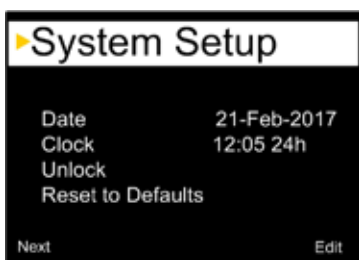 System Setup
Date 21-Feb-2017
Clock 12:05 24h
Unlock
Reset to Defaults
Next Edit